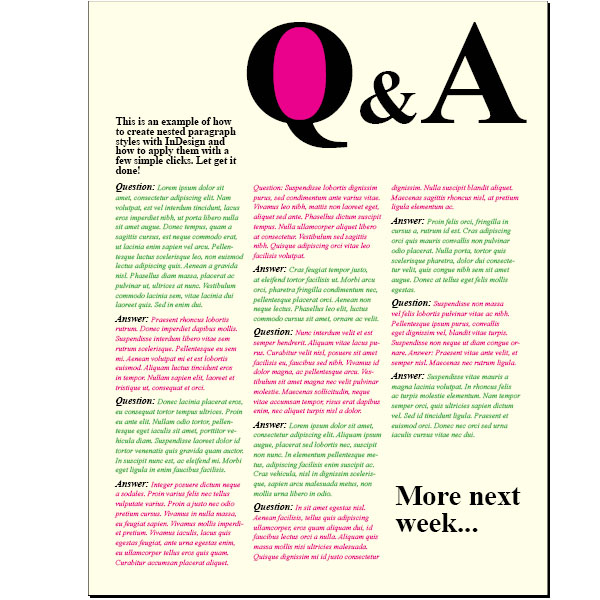 Q & A
This is an example of how
to create nested paragraph
styles with InDesign and
how to apply them with a
few simple clicks. Let get it
done!
Question: Lorem ipsum dolor sit
amet, consectetur adipiscing elit. Nam
volutpat, est vel interdum tincidunt, lacus
eros imperdiet nibh, ut porta libero nulla
sit amet augue. Donec tempus, quam a
sagittis cursus, est neque commodo erat,
ut lacinia enim sapien vel arcu. Pellen-
tesque luctus scelerisque leo, non euismod
lectus adipiscing quis. Aenean a gravida
nisl. Phasellus diam massa, placerat ac
pulvinar ut, ultrices at nunc. Vestibulum
commodo lacinia sem, vitae lacinia dui
laoreet quis. Sed in enim dui.
Answer: Praesent rhoncus lobortis
rutrum. Donec imperdiet dapibus mollis.
Suspendisse interdum libero vitae sem
rutrum scelerisque. Pellentesque eu sem
mi. Aenean volutpat mi et est lobortis
euismod. Aliquam luctus tincidunt eros
in tempor. Nullam sapien elit, laoreet et
tristique ut, consequat et orci.
Question: Donec lacinia placerat eros,
eu consequat tortor tempus ultrices. Proin
eu ante elit. Nullam odio tortor, pellen-
tesque eget iaculis sit amet, porttitor ve-
hicula diam. Suspendisse laoreet dolor id
tortor venenatis quis gravida quam auctor.
In suscipit nunc est, ac eleifend mi. Morbi
eget ligula in enim faucibus facilisis.
Answer: Integer posuere dictum neque
a sodales. Proin varius felis nec tellus
vulputate varius. Proin a justo nec odio
pretium cursus. Vivamus in nulla massa,
eu feugiat sapien. Vivamus mollis imperdi-
et pretium. Vivamus iaculis, lacus quis
egestas feugiat, ante urna egestas enim,
eu ullamcorper tellus eros quis quam.
Curabitur accumsan placerat aliquet.
Question: Suspendisse lobortis dignissim
purus, sed condimentum ante varius vitae.
Vivamus leo nibh, mattis non laoreet eget,
aliquet sed ante. Phasellus dictum suscipit
tempus. Nulla ullamcorper aliquet libero
at consectetur. Vestibulum sed sagittis
nibh. Quisque adipiscing orci vitae leo
facilisis volutpat.
Answer: Cras feugiat tempor justo,
at eleifend tortor facilisis ut. Morbi arcu
orci, pharetra fringilla condimentum nec,
pellentesque placerat orci. Aenean non
neque lectus. Phasellus leo elit, luctus
commodo cursus sit amet, ornare ac velit.
Question: Nunc interdum velit et est
semper hendrerit. Aliquam vitae lacus pu-
rus. Curabitur velit nisl, posuere sit amet
facilisis eu, faucibus sed nibh. Vivamus id
dolor magna, ac pellentesque arcu. Ves-
tibulum sit amet magna nec velit pulvinar
molestie. Maecenas sollicitudin, neque
vitae accumsan tempor, risus erat dapibus
enim, nec aliquet turpis nisl a dolor.
Answer: Lorem ipsum dolor sit amet,
consectetur adipiscing elit. Aliquam ipsum
metus, placerat sed lobortis nec, suscipit
non nunc. In elementum pellentesque me-
tus, adipiscing facilisis enim suscipit ac.
Cras vehicula, nisl in dignissim sceleris-
que, sapien arcu malesuada metus, non
mollis urna libero in odio.
Question: In sit amet egestas nisl.
Aenean facilisis, tellus quis adipiscing
ullamcorper, eros quam aliquam dui, id
faucibus lectus orci a nulla. Aliquam quis
massa mollis nisi ultricies malesuada.
Quisque dignissim mi id justo consectetur
dignissim. Nulla suscipit blandit aliquet.
Maecenas sagittis rhoncus nisl, at pretium
ligula elementum ac.
Answer: Proin felis orci, fringilla in
cursus a, rutrum id est. Cras adipiscing
orci quis mauris convallis non pulvinar
odio placerat. Nulla porta, tortor quis
scelerisque pharetra, dolor dui consecte-
tur velit, quis congue nibh sem sit amet
augue. Donec at tellus eget felis mollis
egestas.
Question: Suspendisse non massa
vel felis lobortis pulvinar vitae ac nibh.
Pellentesque ipsum purus, convallis
eget dignissim vel, blandit vitae turpis.
Suspendisse non neque ut diam congue or-
nare. Answer: Praesent vitae ante velit, et
semper nisl. Maecenas nec rutrum ligula.
Answer: Suspendisse vitae mauris a
magna lacinia volutpat. In rhoncus felis
ac turpis molestie elementum. Nam tempor
semper orci, quis ultricies sapien dictum
vel. Sed id tincidunt ligula. Praesent et
euismod orci. Donec nec orci sed urna
iaculis cursus vitae nec dui.
More next
week...